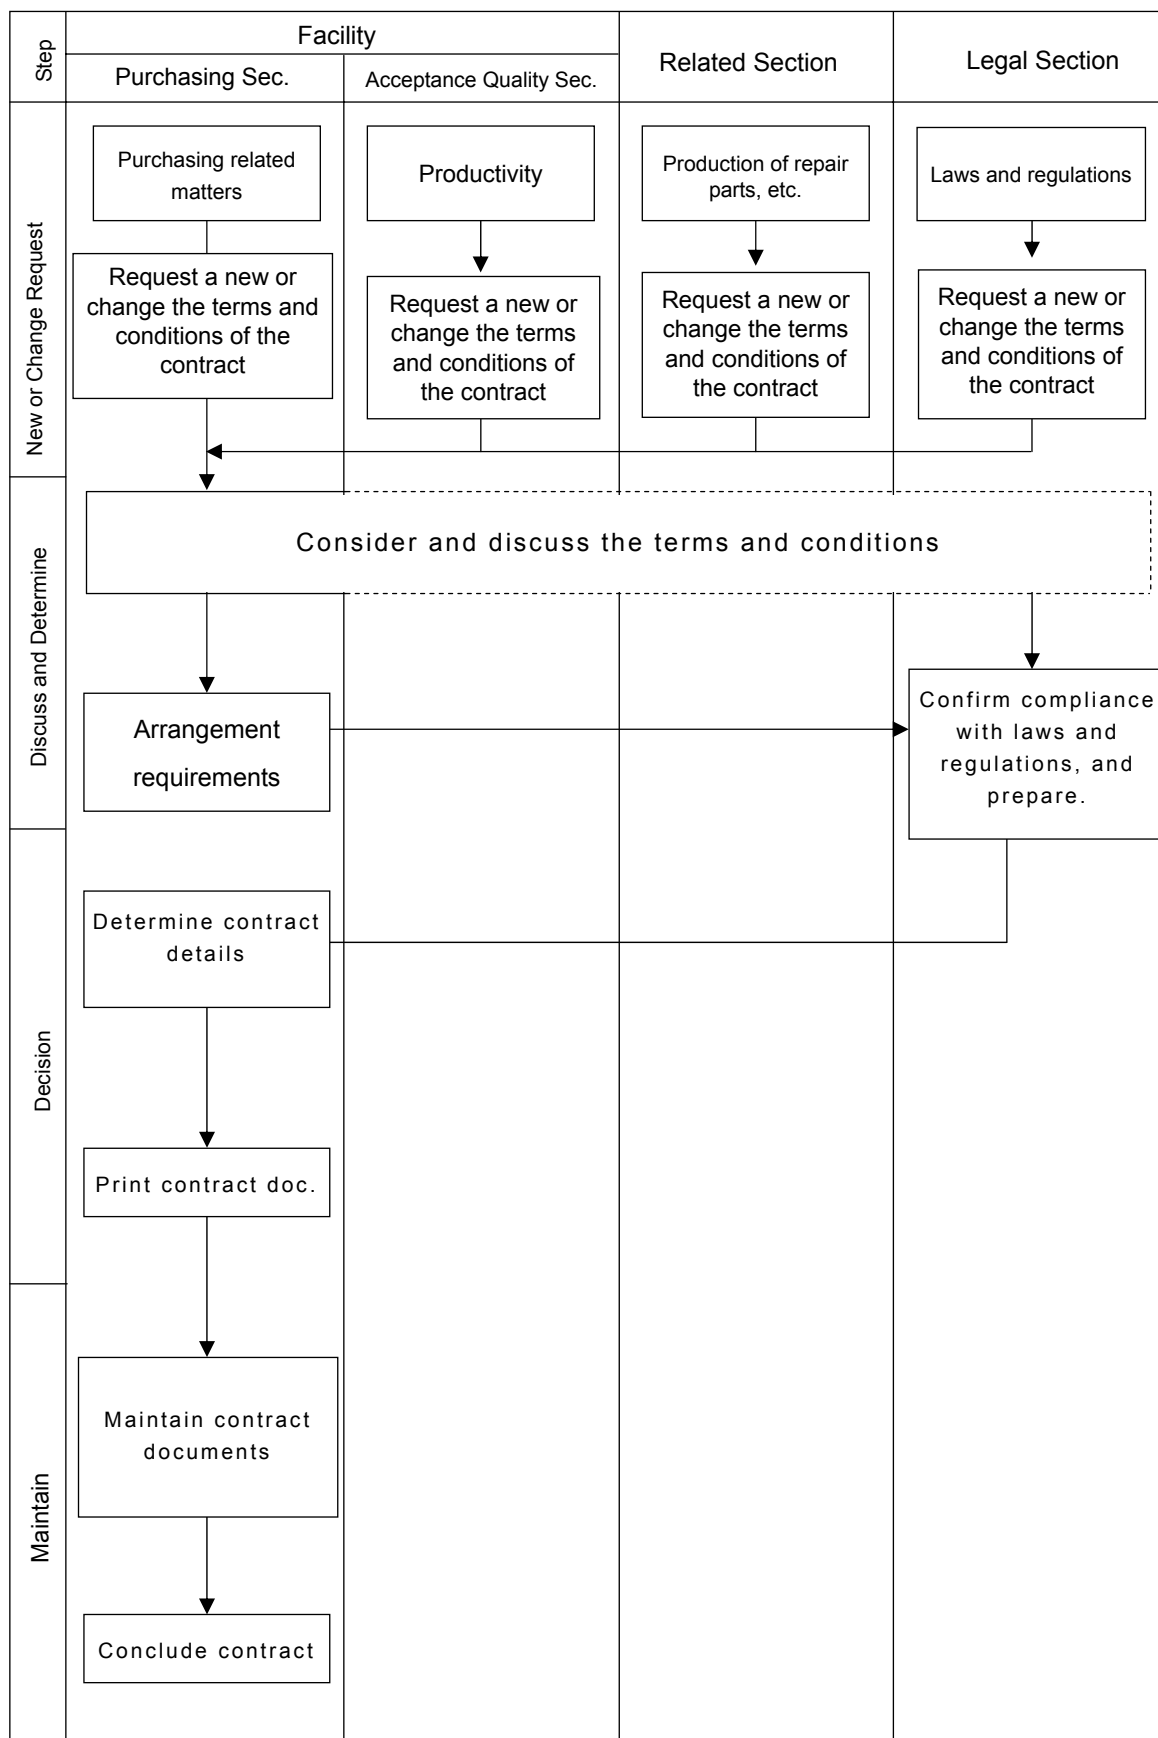 Step
Facility
Purchasing Sec.
Acceptance Quality Sec.
Related Section
Legal Section
New or Change Request
Purchasing related
matters
Productivity
Production of repair
parts, etc.
Laws and regulations
Request a new or
change the terms and
conditions of the
contract
Request a new or
change the terms
and conditions of
the contract
Request a new or
change the terms
and conditions of
the contract
Request a new or
change the terms
and conditions of
the contract
Discuss and Determine
Consider and discuss the terms and conditions
Arrangement
requirements
Confirm compliance
with laws and
regulations, and
prepare.
Decision
Determine contract
details
Print contract doc.
Maintain
Maintain contract
documents
Conclude contract